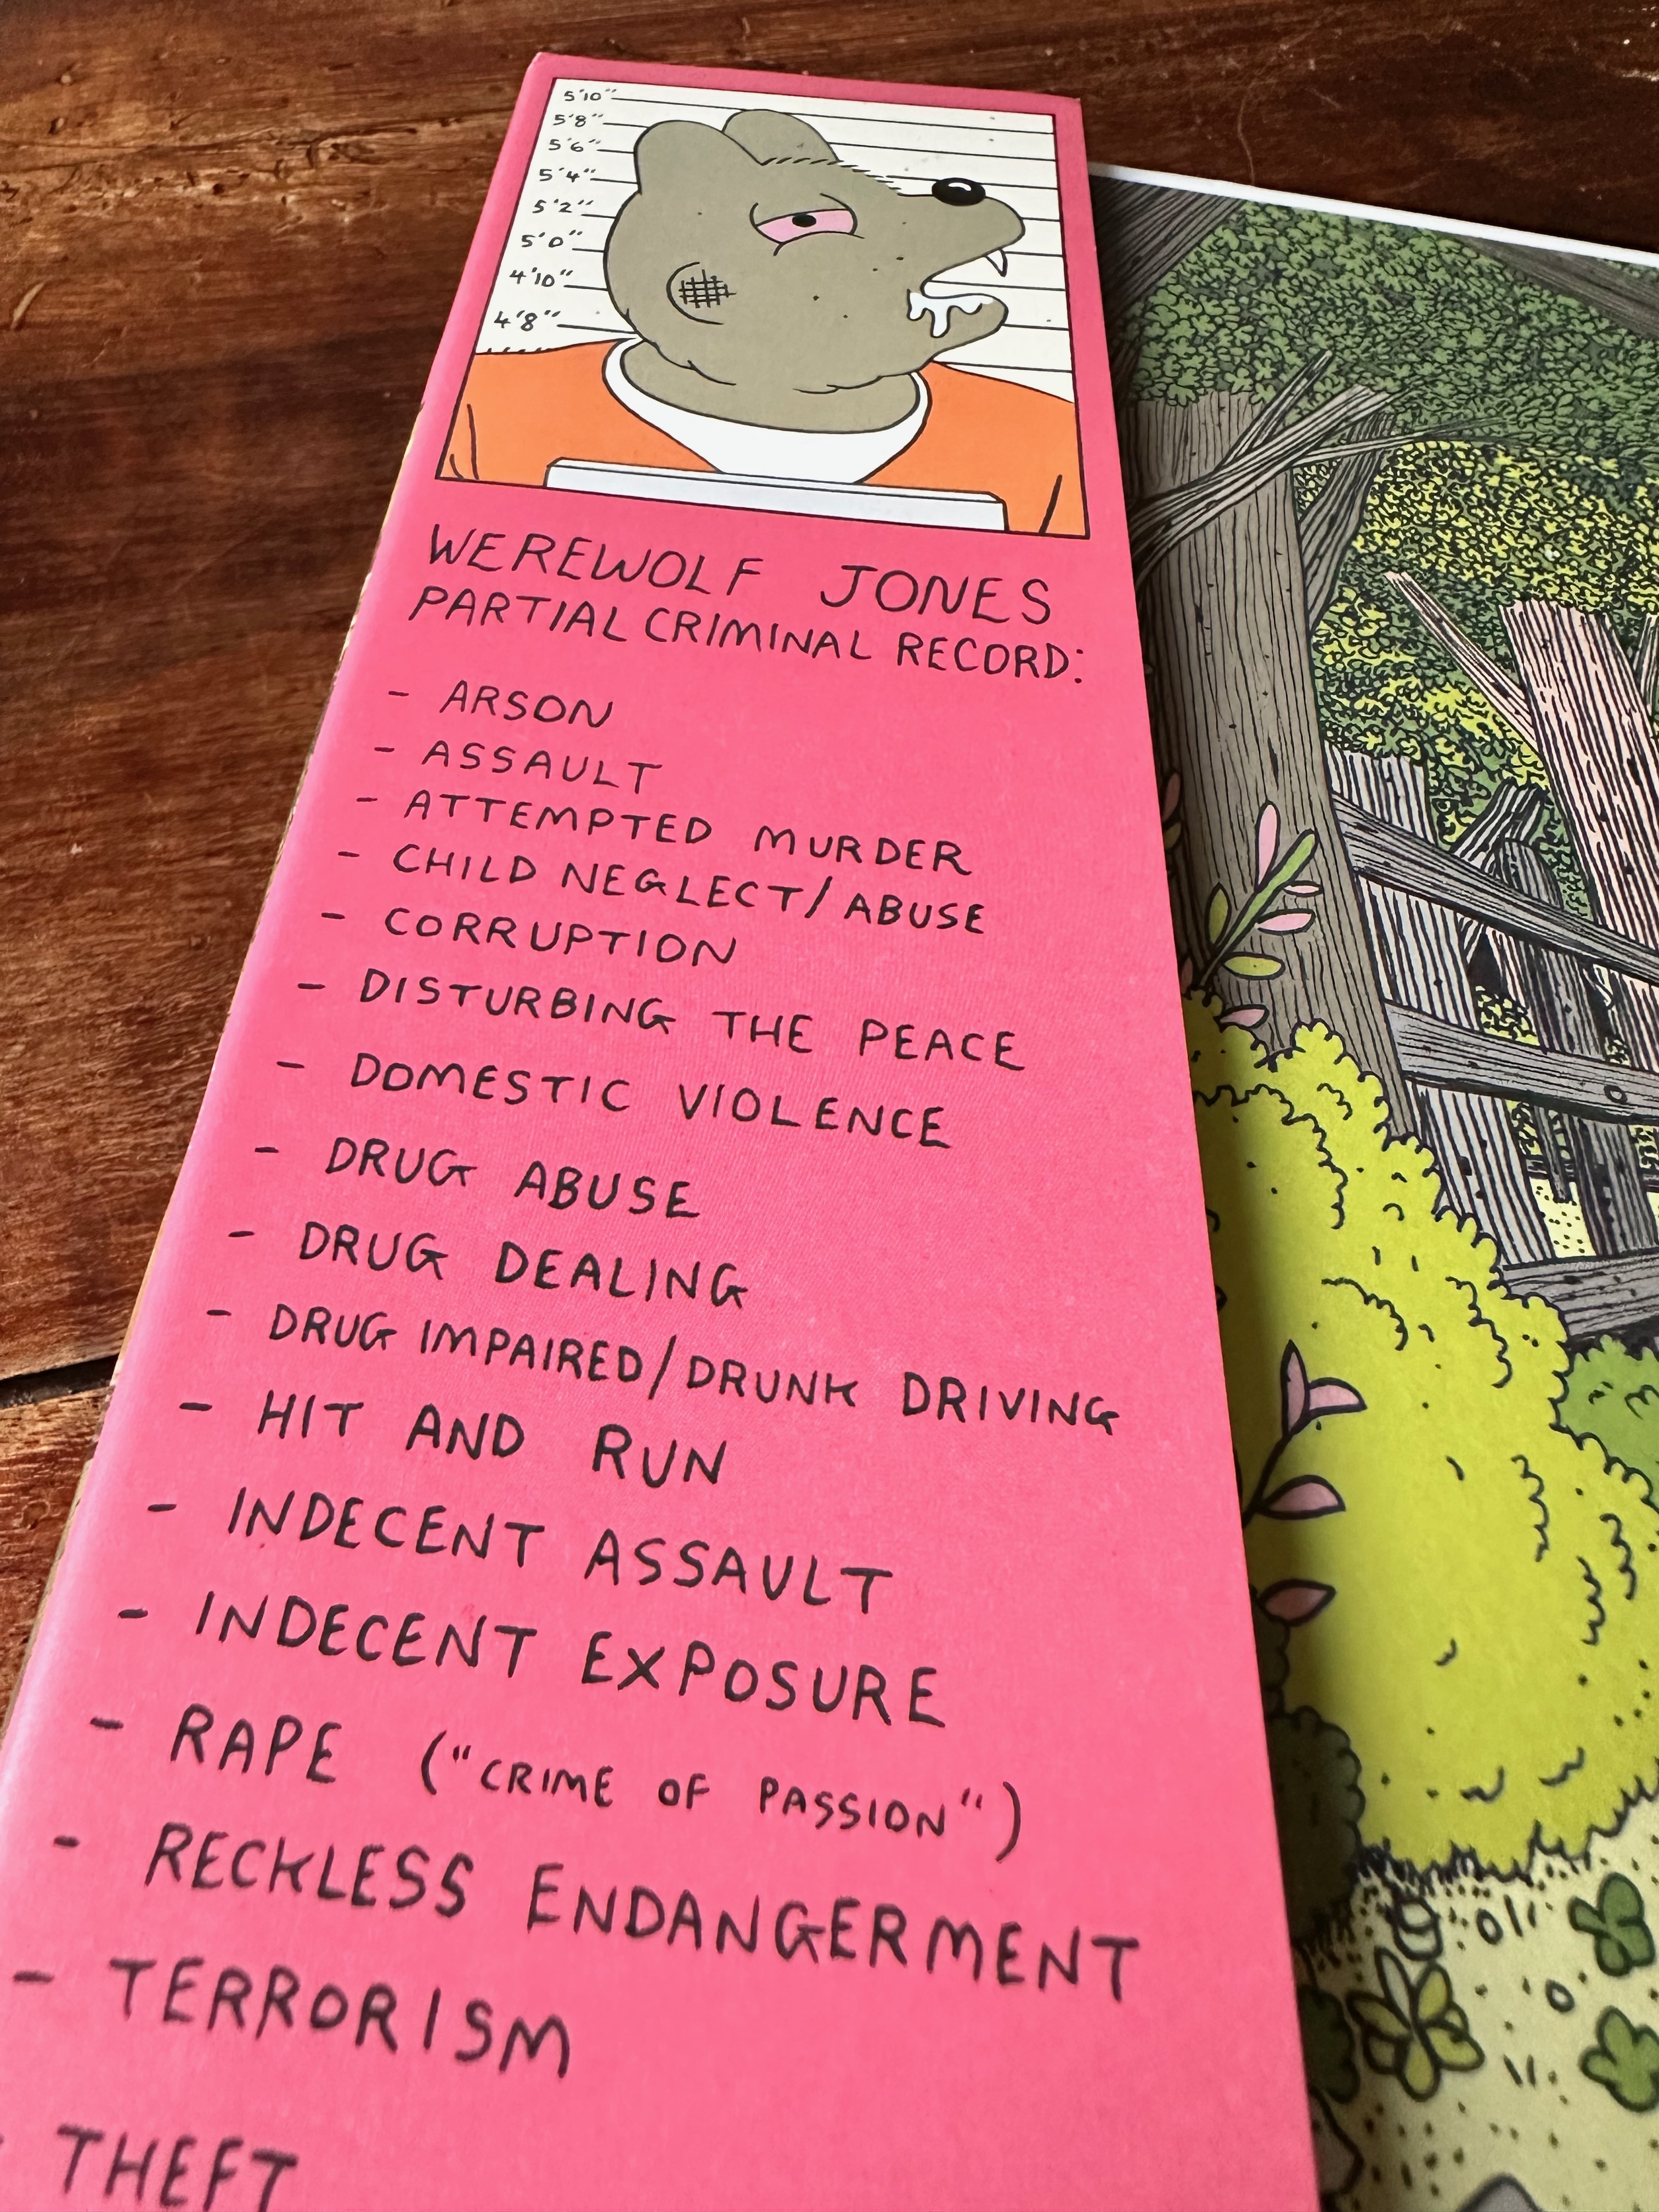 5'10"
5'8"
5'6"
5'4"
5'2"
5'0"
4'10"
4'8"
WEREWOLF JONES
PARTIAL CRIMINAL RECORD:
- ARSON
- ASSAULT
- ATTEMPTED MURDER
- CHILD NEGLECT/ABUSE
- CORRUPTION
- DISTURBING THE PEACE
- DOMESTIC VIOLENCE
- DRUG ABUSE
- DRUG DEALING
- DRUG IMPAIRED/DRUNK DRIVING
- HIT AND RUN
- INDECENT ASSAULT
- INDECENT EXPOSURE
- RAPE ("CRIME OF PASSION")
- RECKLESS ENDANGERMENT
- TERRORISM
- THEFT